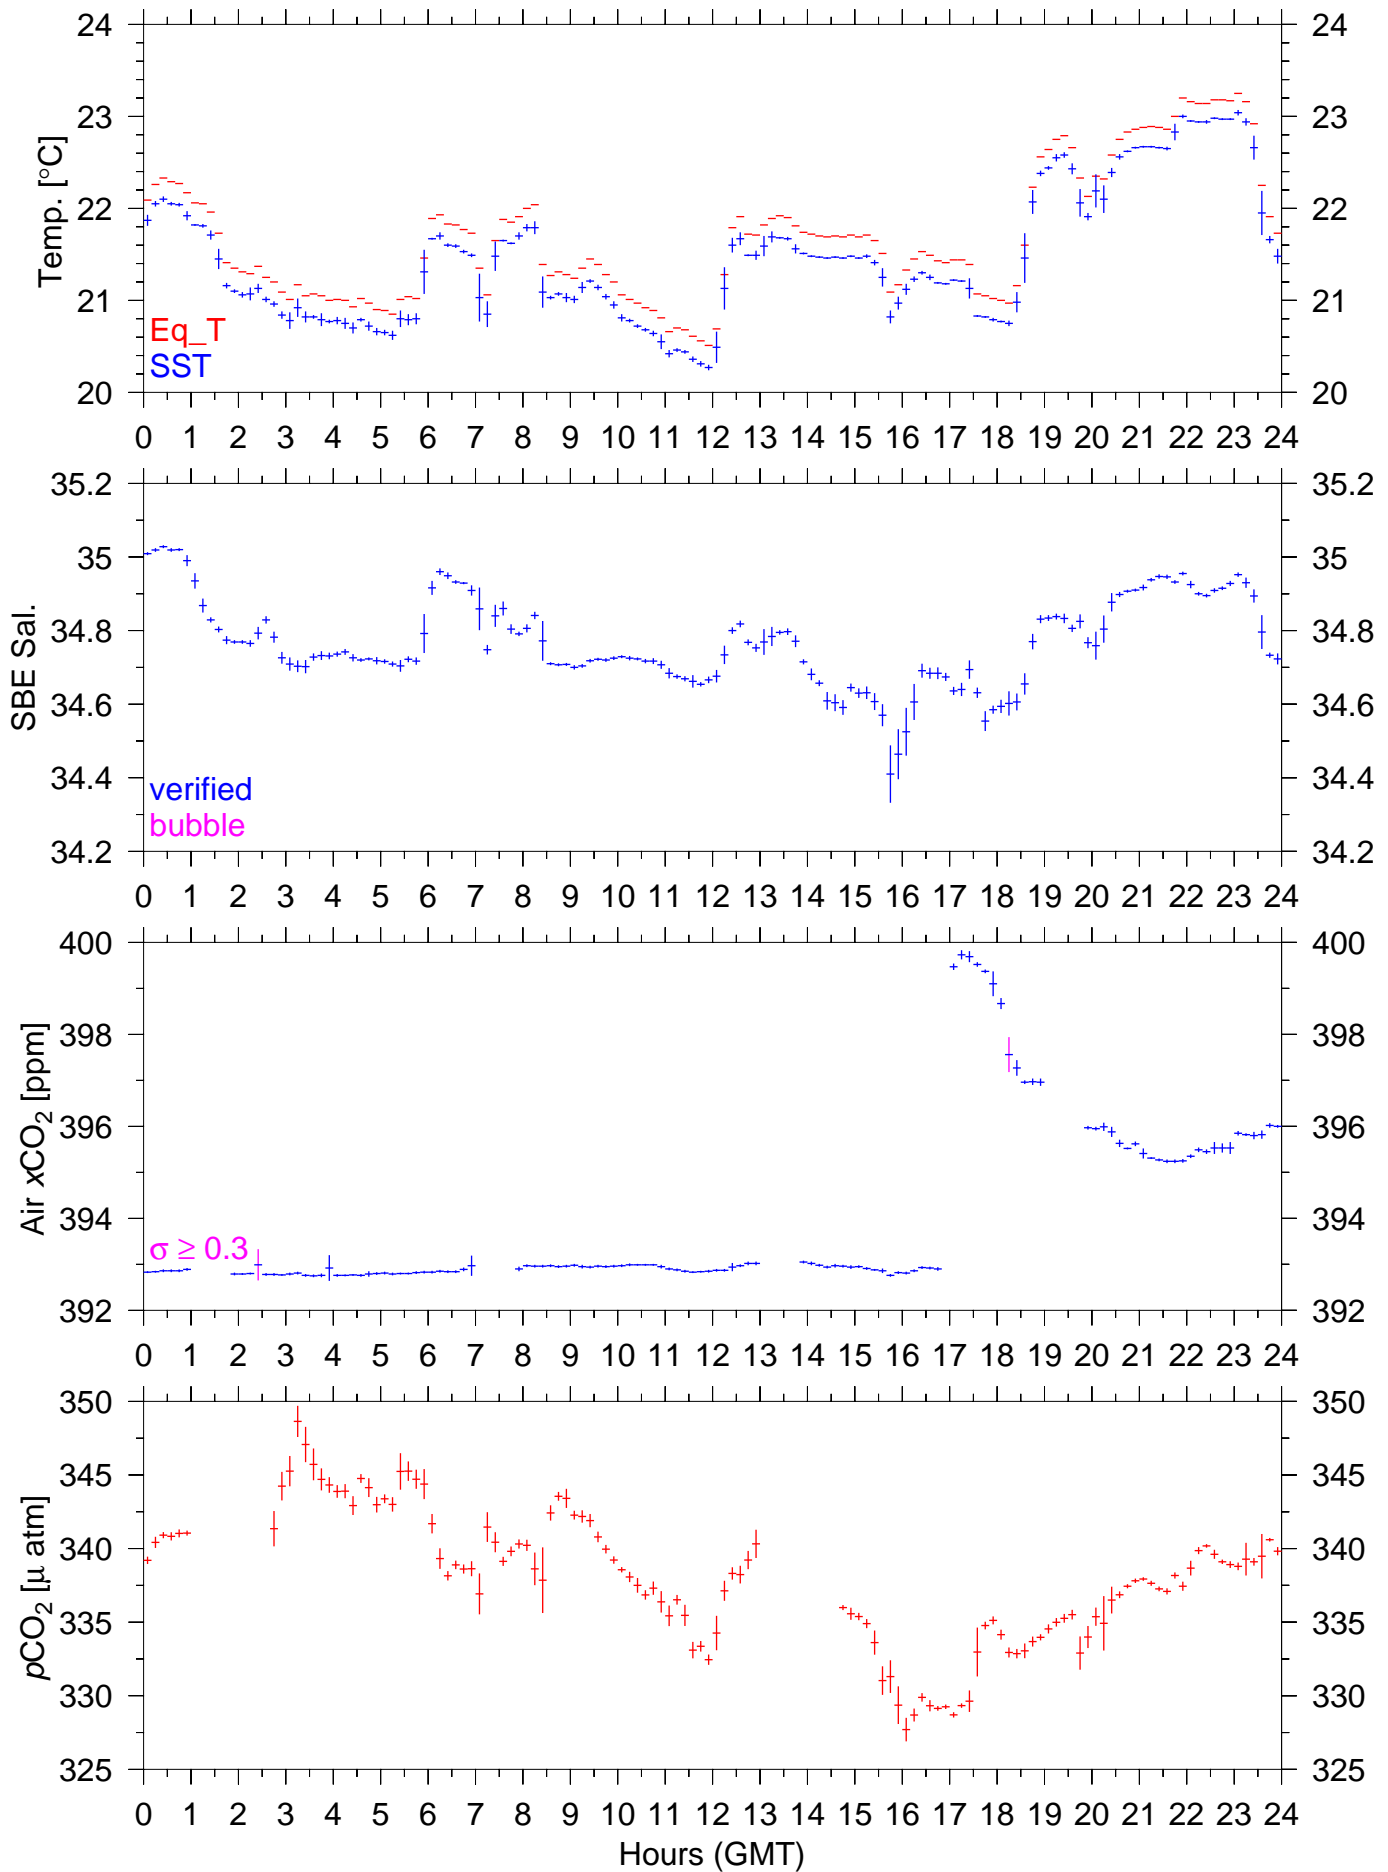 24 24
23 23
22 22
21 21
20 20
Temp. [°C]
Eq_T
SST
0 1 2 3 4 5 6 7 8 9 10 11 12 13 14 15 16 17 18 19 20 21 22 23 24
35.2 35.2
35 35
34.8 34.8
34.6 34.6
34.4 34.4
34.2 34.2
SBE Sal.
verified
bubble
0 1 2 3 4 5 6 7 8 9 10 11 12 13 14 15 16 17 18 19 20 21 22 23 24
400 400
398 398
396 396
394 394
392 392
Air xCO₂ [ppm]
σ ≥ 0.3
0 1 2 3 4 5 6 7 8 9 10 11 12 13 14 15 16 17 18 19 20 21 22 23 24
350 350
345 345
340 340
335 335
330 330
325 325
pCO₂ [μ atm]
0 1 2 3 4 5 6 7 8 9 10 11 12 13 14 15 16 17 18 19 20 21 22 23 24
Hours (GMT)